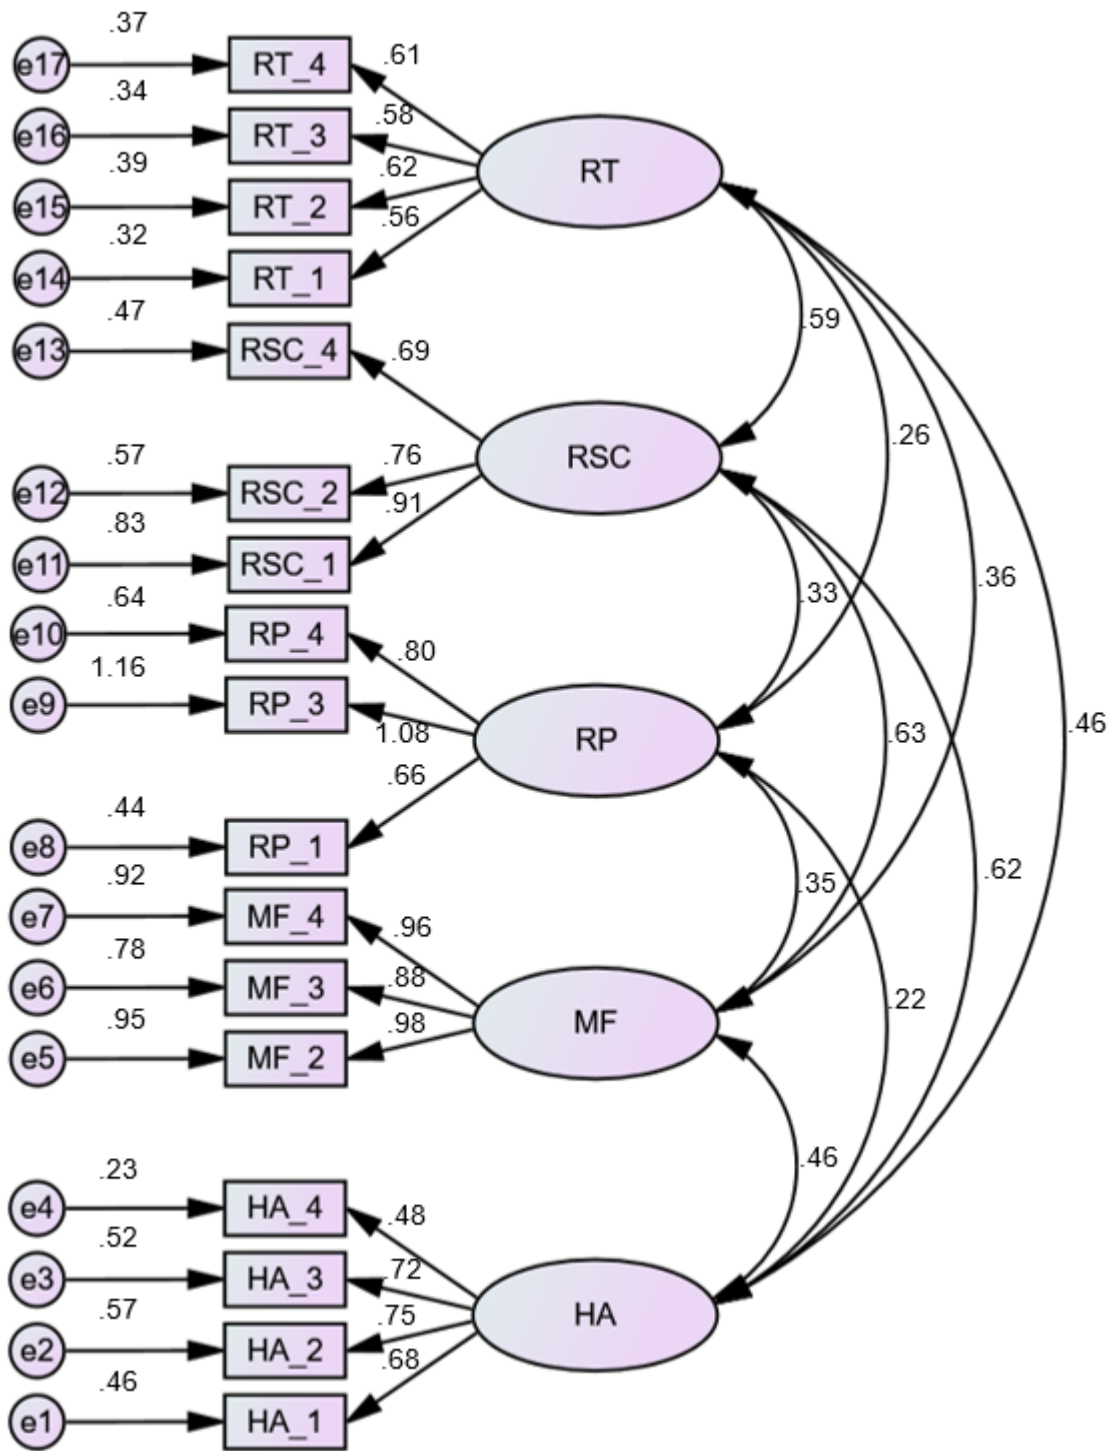 .37
e17 RT_4 .61
.34
e16 RT_3 .58
.39
e15 RT_2 .62
.32
e14 RT_1 .56
RT
.47
e13 RSC_4 .69
.59
.57
e12 RSC_2 .76
.83
e11 RSC_1 .91
RSC
.26
.64
e10 RP_4 .80
.33
.36
1.16
e9 RP_3 1.08
.66
RP
.63
.46
.44
e8 RP_1
.92
e7 MF_4 .96
.35
.62
.78
e6 MF_3 .88
.95
e5 MF_2 .98
MF
.22
.46
.23
e4 HA_4 .48
.52
e3 HA_3 .72
.57
e2 HA_2 .75
.46
e1 HA_1 .68
HA